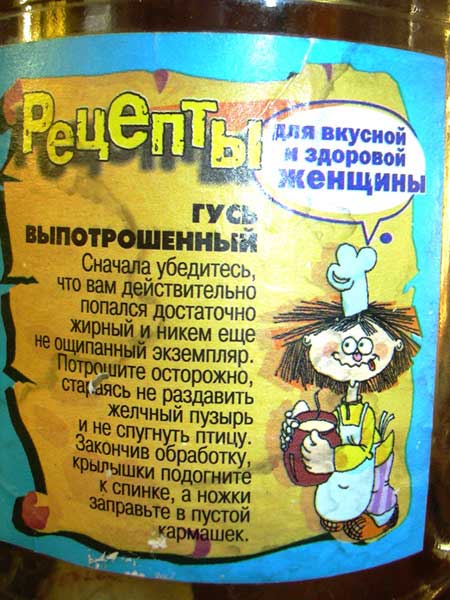 Рецепты
для вкусной
и здоровой
женщины
ГУСЬ
ВЫПОТРОШЕННЫЙ
Сначала убедитесь,
что вам действительно
попался достаточно
жирный и никем еще
не ощипанный экземпляр.
Потрошите осторожно,
стараясь не раздавить
желчный пузырь
и не спугнуть птицу.
Закончив обработку,
крылышки подогните
к спинке, а ножки
заправьте в пустой
кармашек.